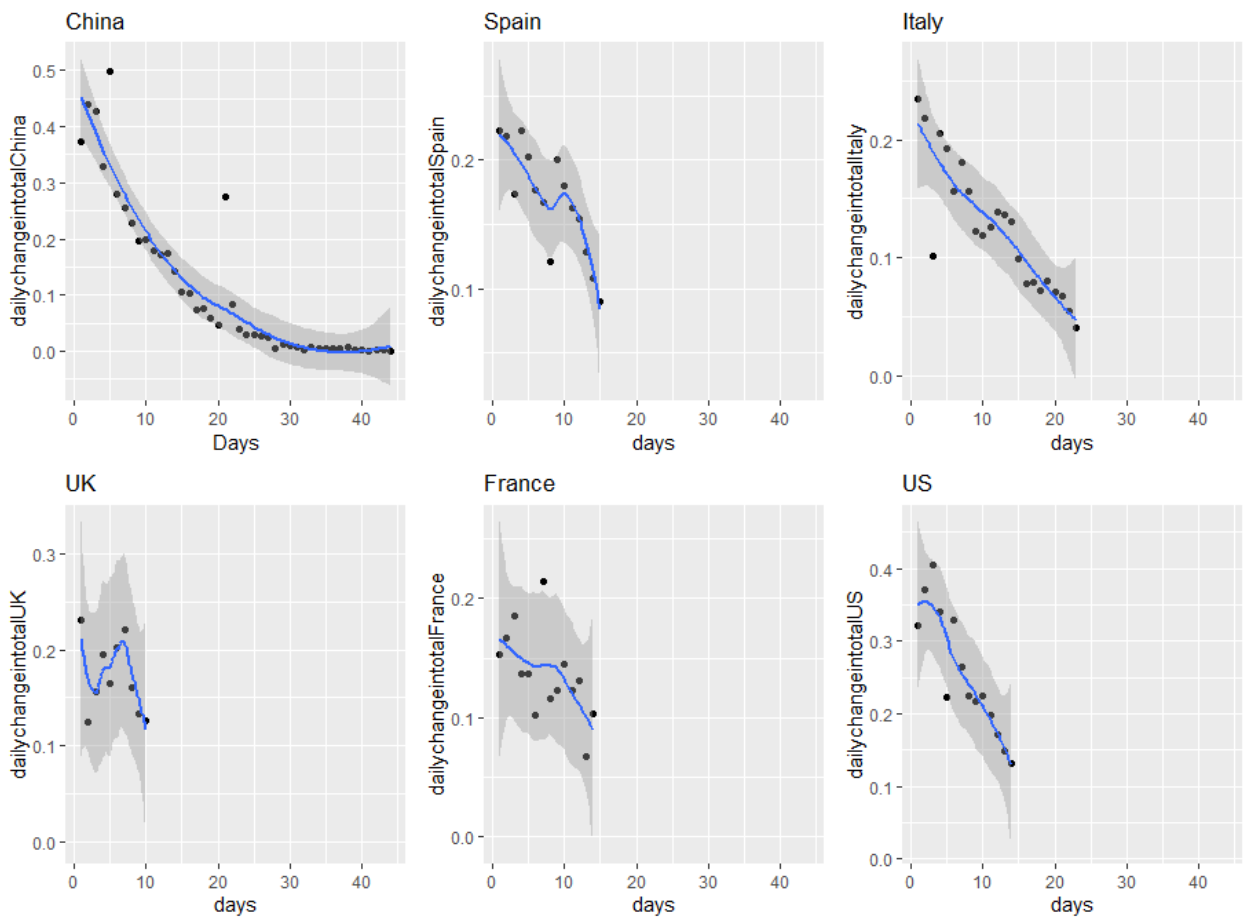 China
dailychangeintotalChina
0.5
0.4
0.3
0.2
0.1
0.0
0 10 20 30 40
Days
Spain
dailychangeintotalSpain
0.2
0.1
0 10 20 30 40
days
Italy
dailychangeintotalItaly
0.2
0.1
0.0
0 10 20 30 40
days
UK
dailychangeintotalUK
0.3
0.2
0.1
0.0
0 10 20 30 40
days
France
dailychangeintotalFrance
0.2
0.1
0.0
0 10 20 30 40
days
US
dailychangeintotalUS
0.4
0.3
0.2
0.1
0.0
0 10 20 30 40
days